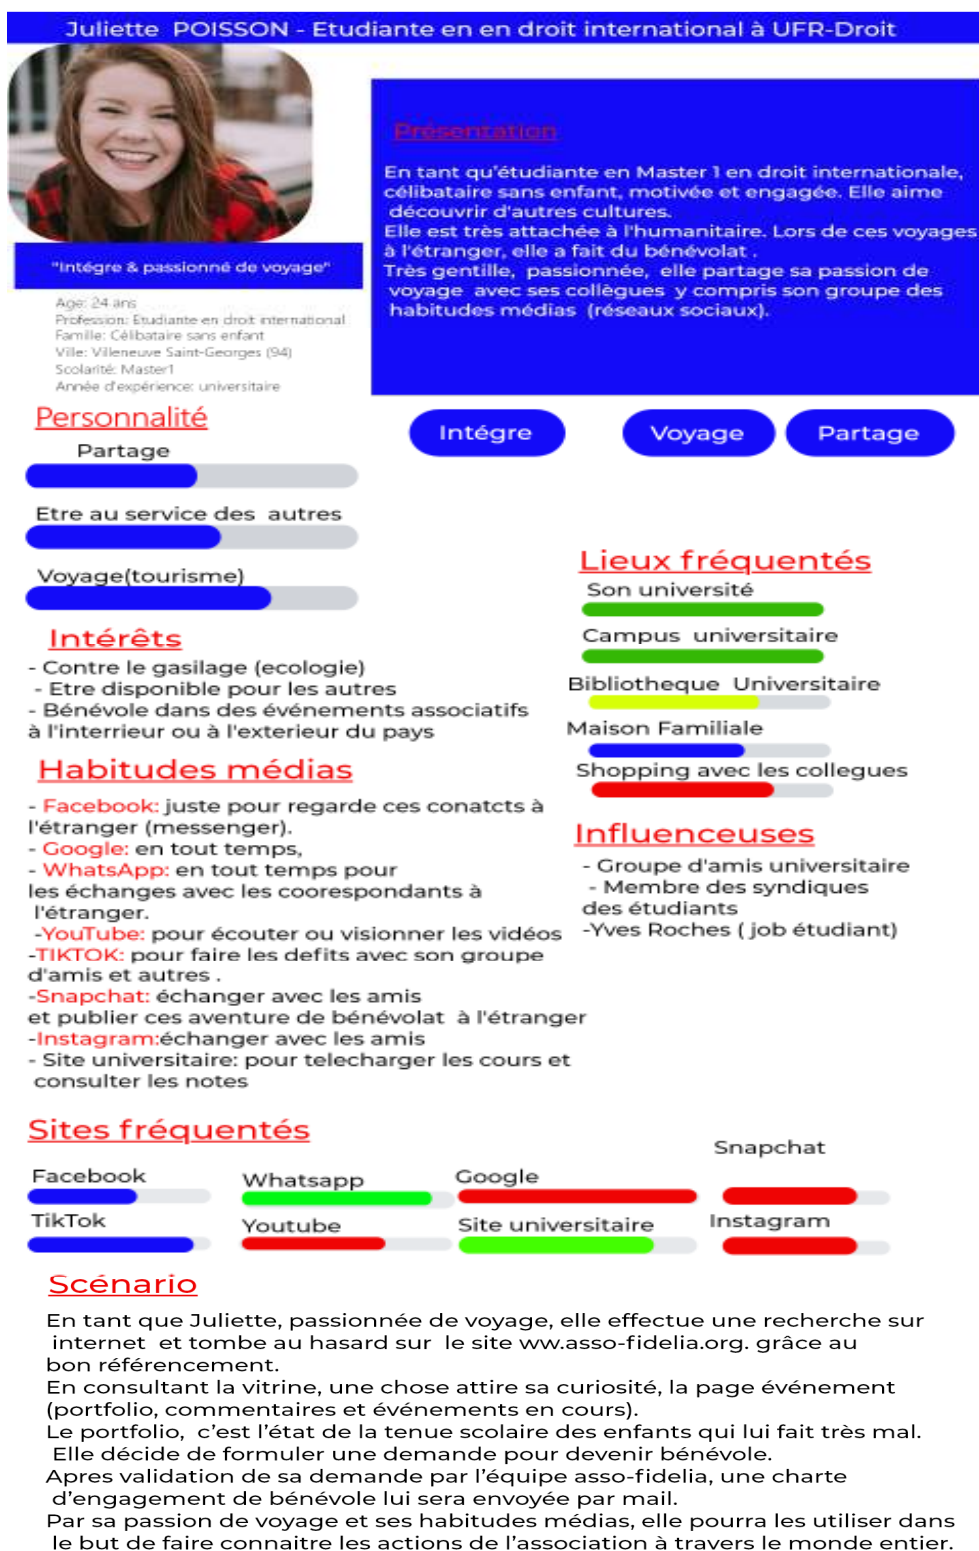 Juliette POISSON - Etudiante en en droit international à UFR-Droit
Présentation
En tant qu'étudiante en Master 1 en droit internationale,
célibataire sans enfant, motivée et engagée. Elle aime
découvrir d'autres cultures.
Elle est très attachée à l'humanitaire. Lors de ces voyages
à l'étranger, elle a fait du bénévolat .
Très gentille, passionnée, elle partage sa passion de
voyage avec ses collègues y compris son groupe des
habitudes médias (réseaux sociaux).
"Intégre & passionné de voyage"
Age: 24 ans
Profession: Etudiante en droit international
Famille: Célibataire sans enfant
Ville: Villeneuve Saint-Georges (94)
Scolarité: Master1
Année d'expérience: universitaire
Intégre
Voyage
Partage
Personnalité
Partage
Etre au service des autres
Voyage(tourisme)
Intérêts
- Contre le gasilage (ecologie)
- Etre disponible pour les autres
- Bénévole dans des événements associatifs
à l'interrieur ou à l'exterieur du pays
Habitudes médias
- Facebook: juste pour regarde ces conatcts à
l'étranger (messenger).
- Google: en tout temps,
- WhatsApp: en tout temps pour
les échanges avec les coorespondants à
l'étranger.
-YouTube: pour écouter ou visionner les vidéos
-TIKTOK: pour faire les defits avec son groupe
d'amis et autres .
-Snapchat: échanger avec les amis
et publier ces aventure de bénévolat à l'étranger
-Instagram:échanger avec les amis
- Site universitaire: pour telecharger les cours et
consulter les notes
Lieux fréquentés
Son université
Campus universitaire
Bibliotheque Universitaire
Maison Familiale
Shopping avec les collegues
Influenceuses
- Groupe d'amis universitaire
- Membre des syndiques
des étudiants
-Yves Roches ( job étudiant)
Sites fréquentés
Facebook
Whatsapp
Google
Snapchat
TikTok
Youtube
Site universitaire
Instagram
Scénario
En tant que Juliette, passionnée de voyage, elle effectue une recherche sur
internet et tombe au hasard sur le site ww.asso-fidelia.org. grâce au
bon référencement.
En consultant la vitrine, une chose attire sa curiosité, la page événement
(portfolio, commentaires et événements en cours).
Le portfolio, c'est l'état de la tenue scolaire des enfants qui lui fait très mal.
Elle décide de formuler une demande pour devenir bénévole.
Apres validation de sa demande par l'équipe asso-fidelia, une charte
d'engagement de bénévole lui sera envoyée par mail.
Par sa passion de voyage et ses habitudes médias, elle pourra les utiliser dans
le but de faire connaitre les actions de l'association à travers le monde entier.